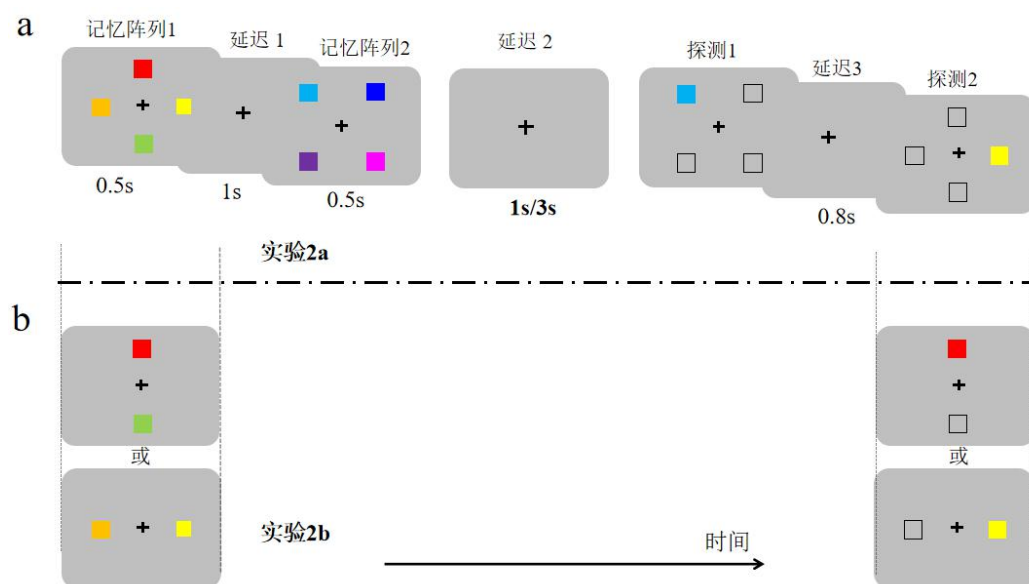 a
记忆阵列1
延迟 1
记忆阵列2
延迟 2
探测1
延迟3
探测2
0.5s
1s
0.5s
1s/3s
0.8s
实验2a
b
或
或
实验2b
时间